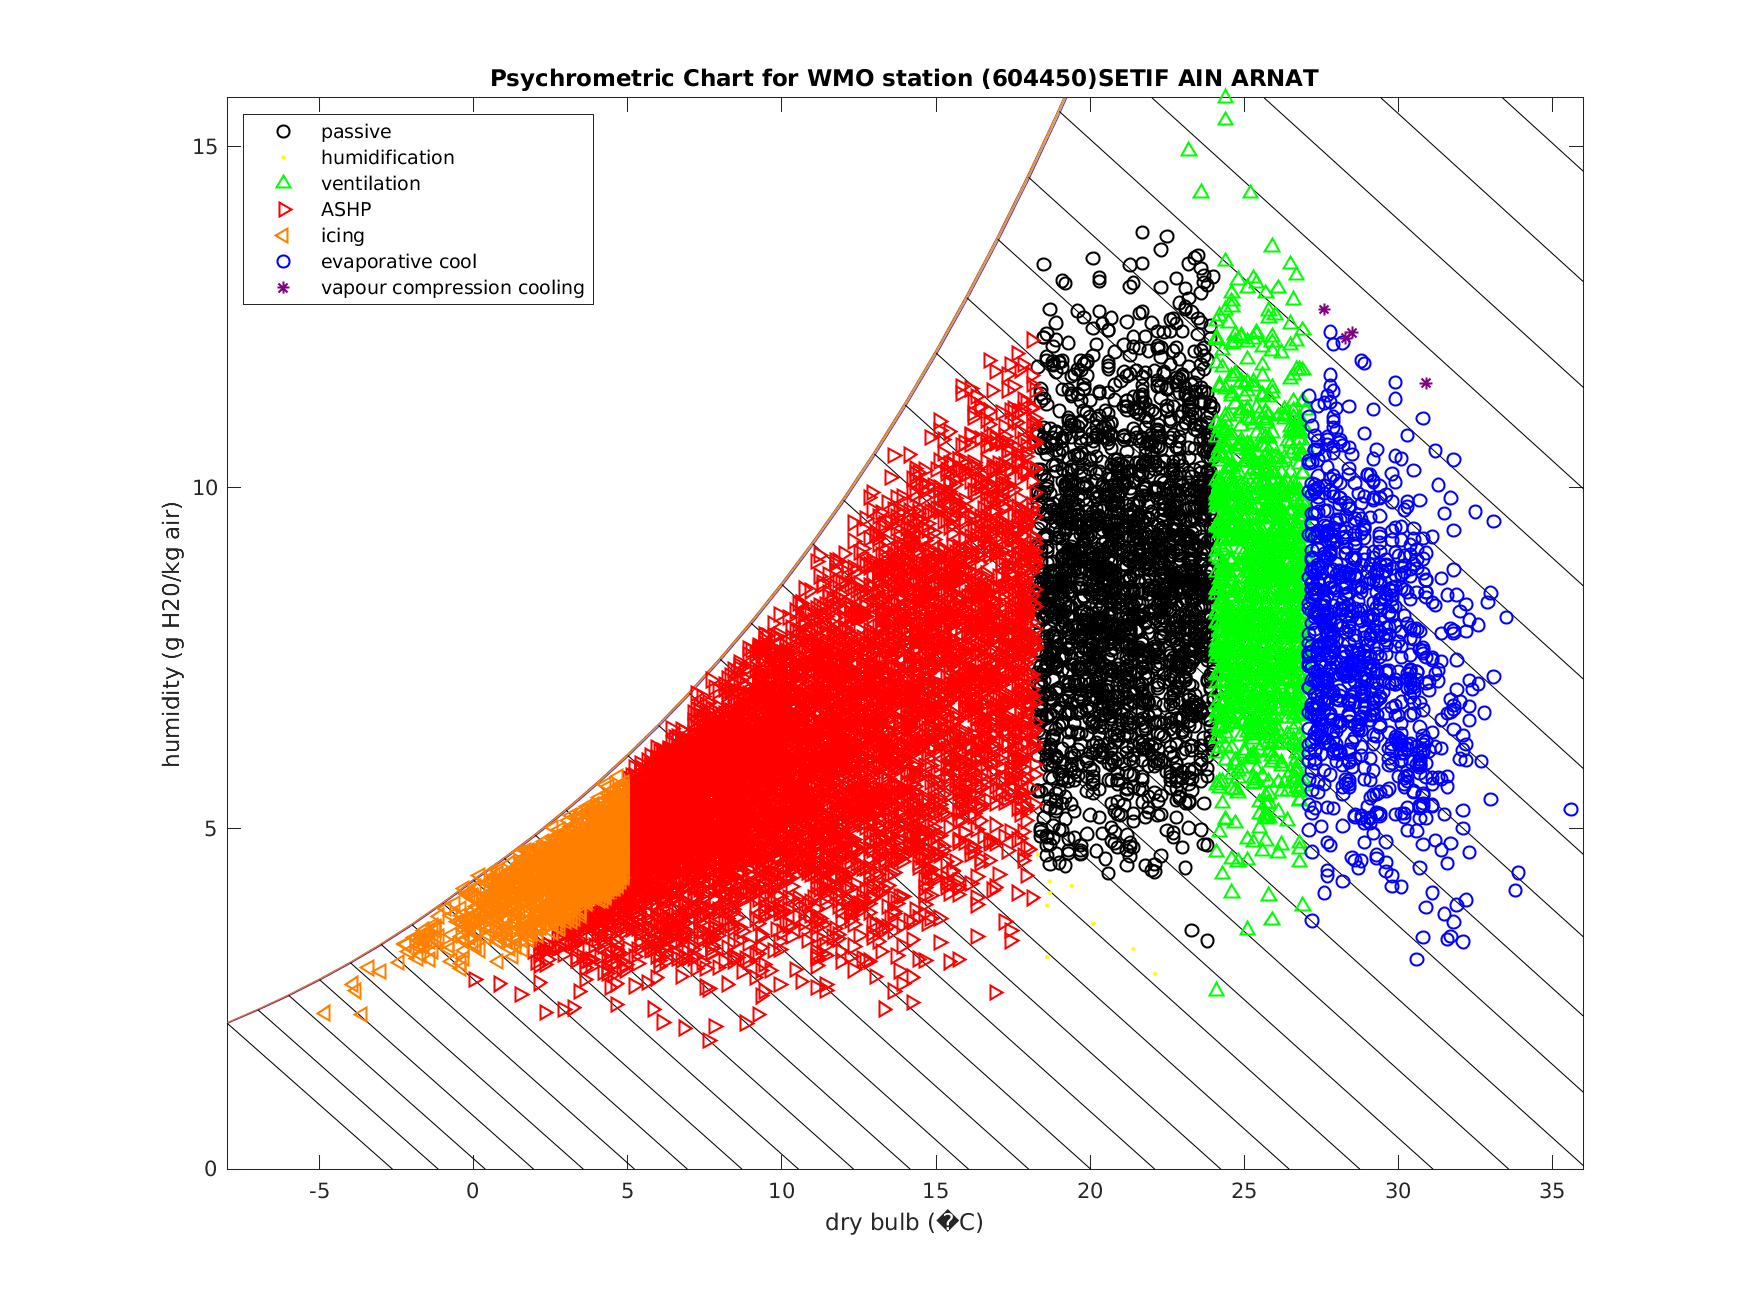 Psychrometric Chart for WMO station (604450)SETIF AIN ARNAT
passive
humidification
ventilation
ASHP
icing
evaporative cool
vapour compression cooling
humidity (g H20/kg air)
15
10
5
0
-5
0
5
10
15
20
25
30
35
dry bulb (�C)